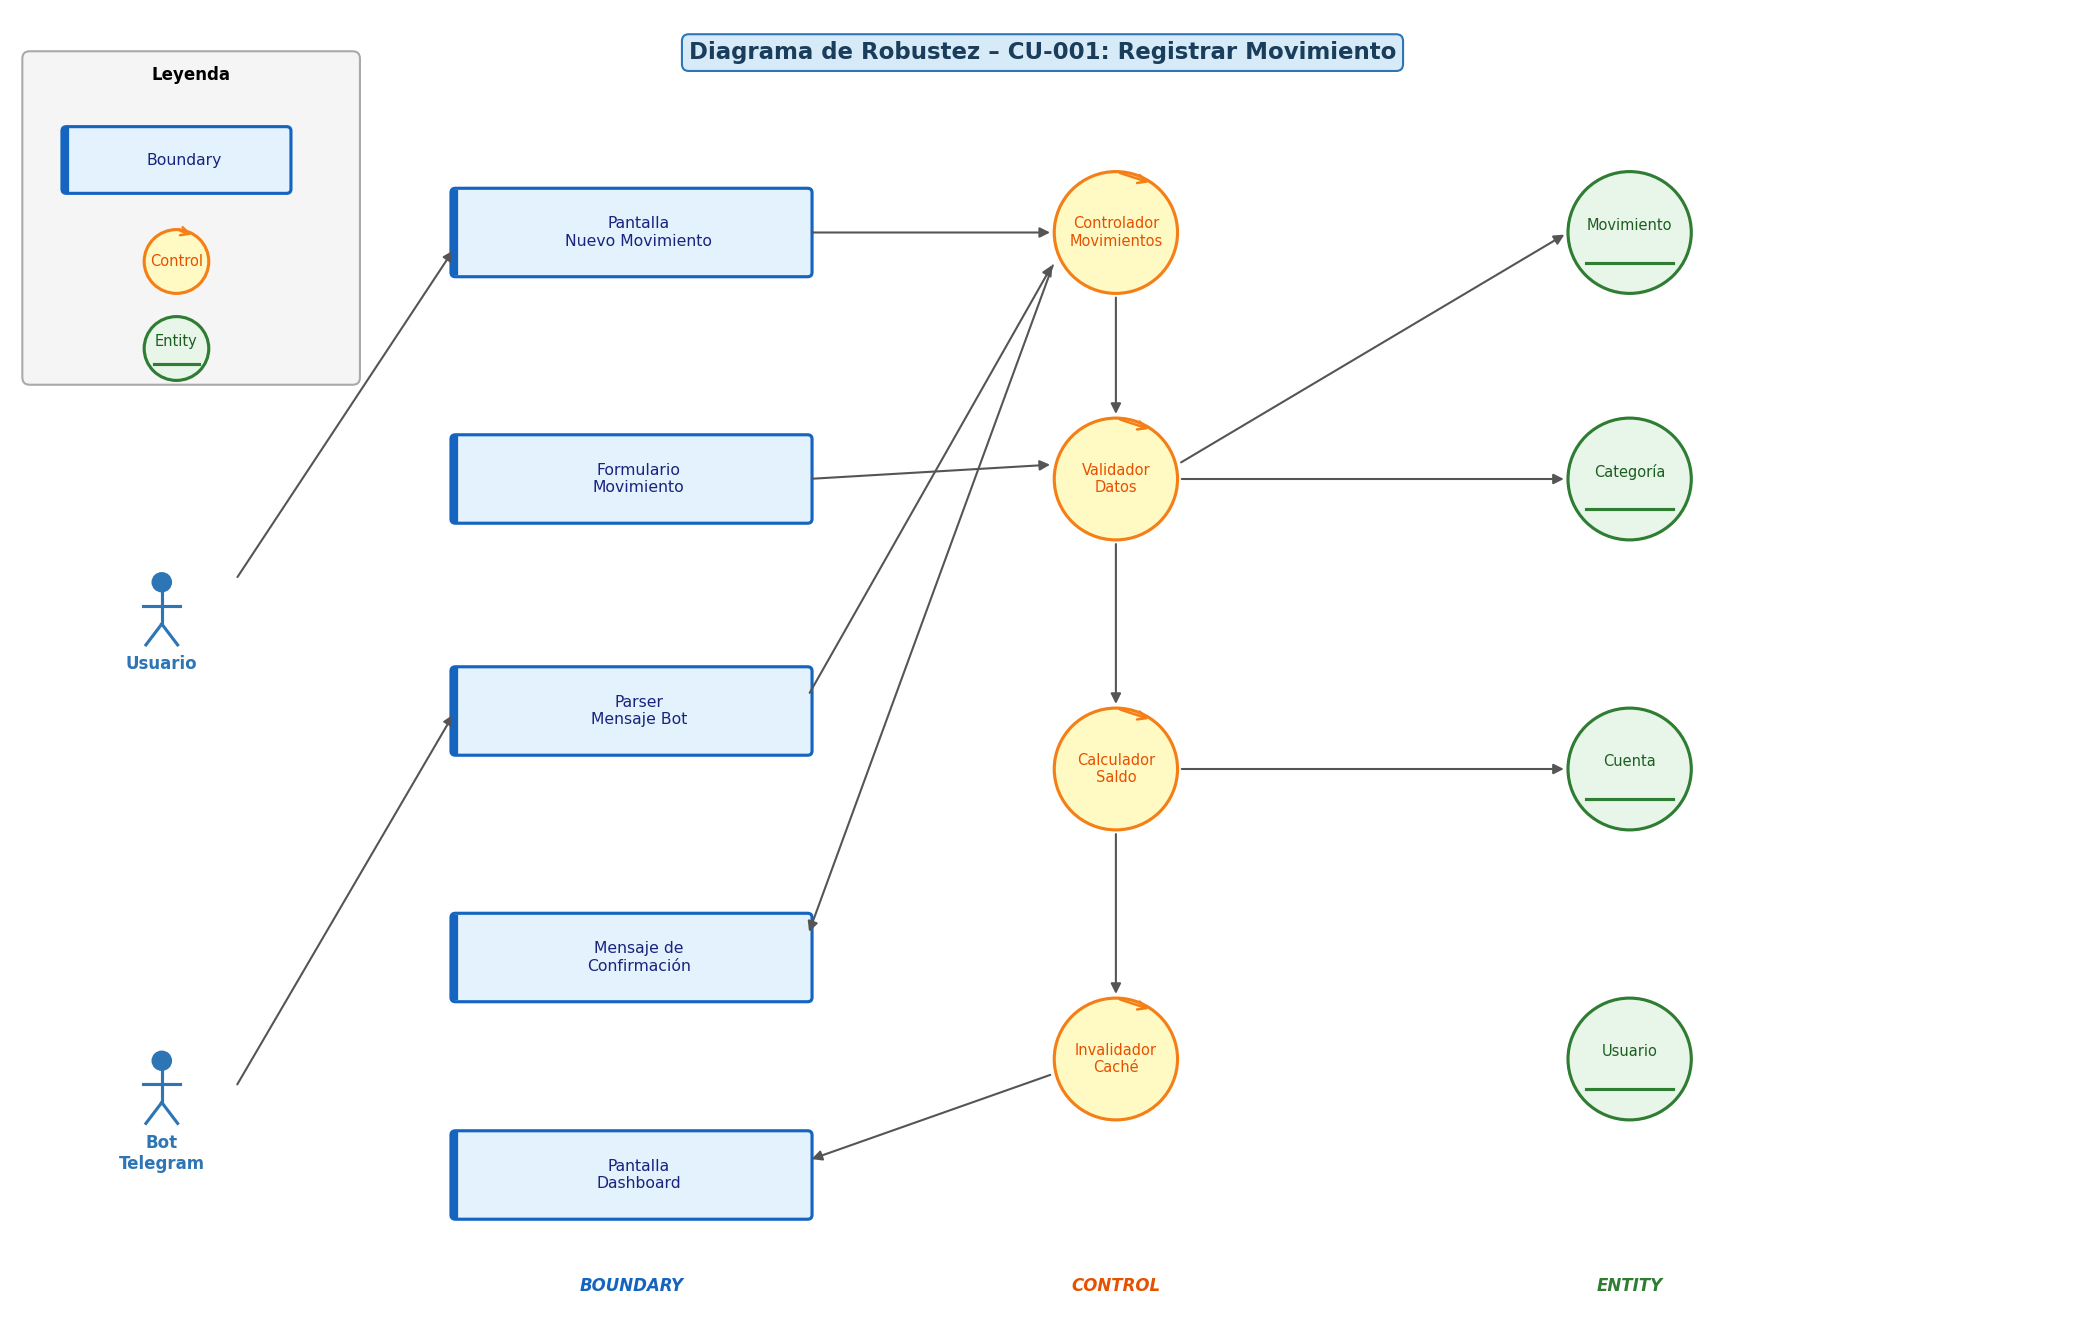 Diagrama de Robustez – CU-001: Registrar Movimiento
Leyenda
Boundary
Control
Entity
Usuario
Bot
Telegram
Pantalla
Nuevo Movimiento
Formulario
Movimiento
Parser
Mensaje Bot
Mensaje de
Confirmación
Pantalla
Dashboard
BOUNDARY
Controlador
Movimientos
Validador
Datos
Calculador
Saldo
Invalidador
Caché
CONTROL
Movimiento
Categoría
Cuenta
Usuario
ENTITY